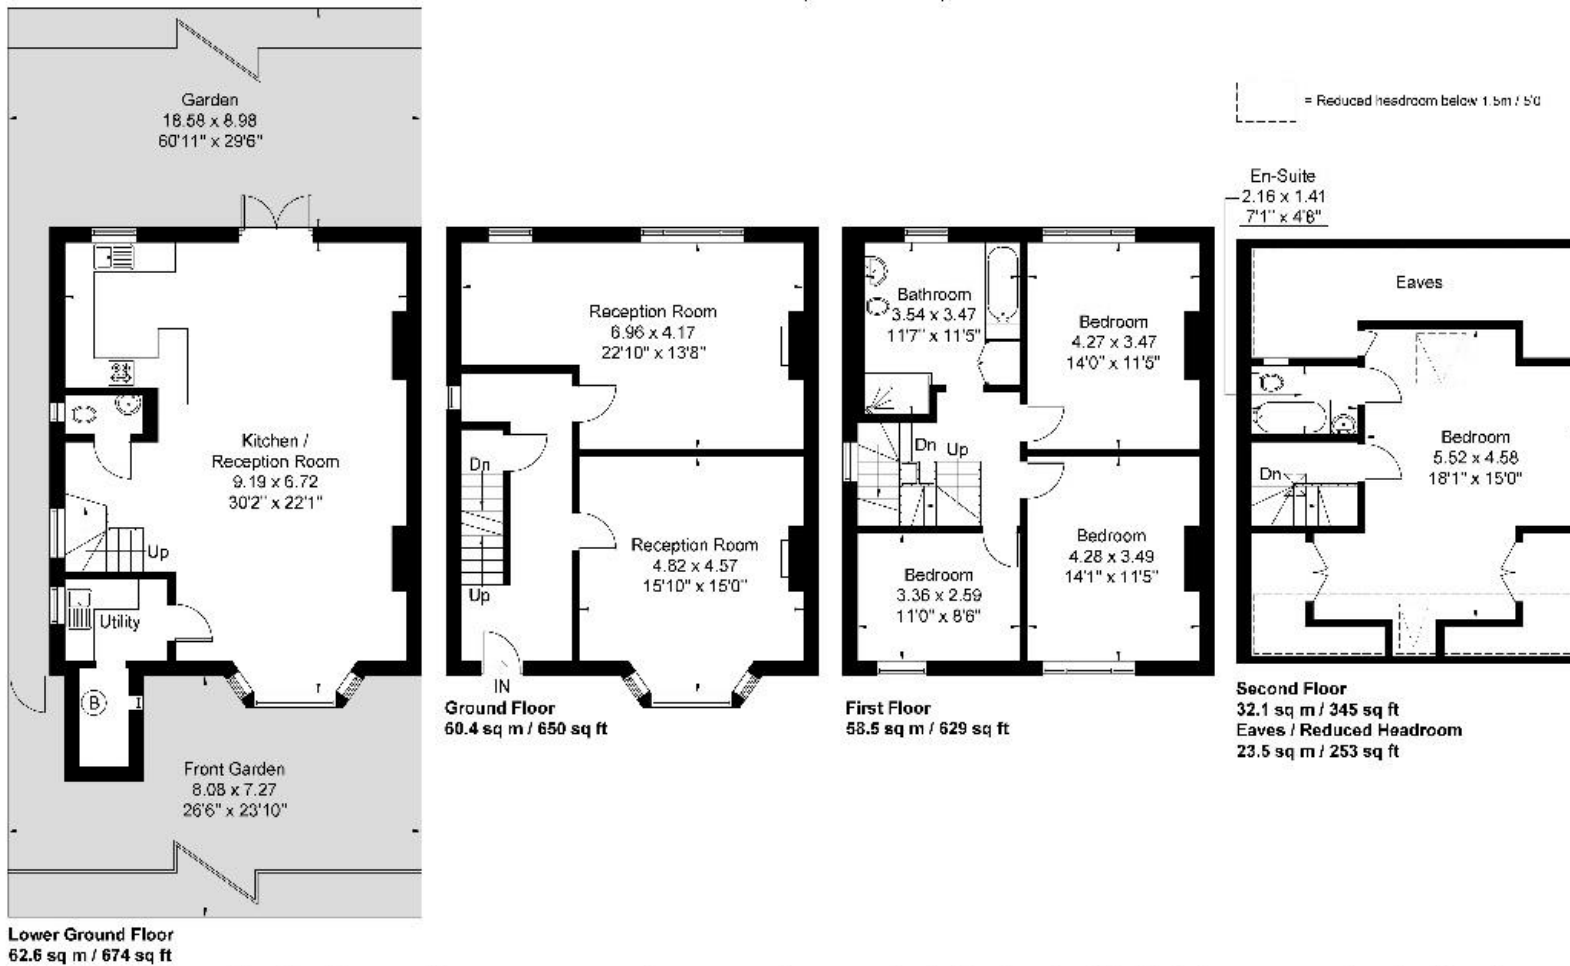 Garden
18.58 x 8.98
60'11" x 29'6"
Kitchen /
Reception Room
9.19 x 6.72
30'2" x 22'1"
Up
Utility
B
Front Garden
8.08 x 7.27
26'6" x 23'10"
Lower Ground Floor
62.6 sq m / 674 sq ft
Reception Room
6.96 x 4.17
22'10" x 13'8"
Dn
Reception Room
4.82 x 4.57
15'10" x 15'0"
Up
IN
Ground Floor
60.4 sq m / 650 sq ft
Bathroom
3.54 x 3.47
11'7" x 11'5"
Bedroom
4.27 x 3.47
14'0" x 11'5"
Dn
Up
Bedroom
4.28 x 3.49
14'1" x 11'5"
Bedroom
3.36 x 2.59
11'0" x 8'6"
First Floor
58.5 sq m / 629 sq ft
= Reduced headroom below 1.5m / 5'0
En-Suite
2.16 x 1.41
7'1" x 4'8"
Eaves
Bedroom
5.52 x 4.58
18'1" x 15'0"
Dn
Second Floor
32.1 sq m / 345 sq ft
Eaves / Reduced Headroom
23.5 sq m / 253 sq ft